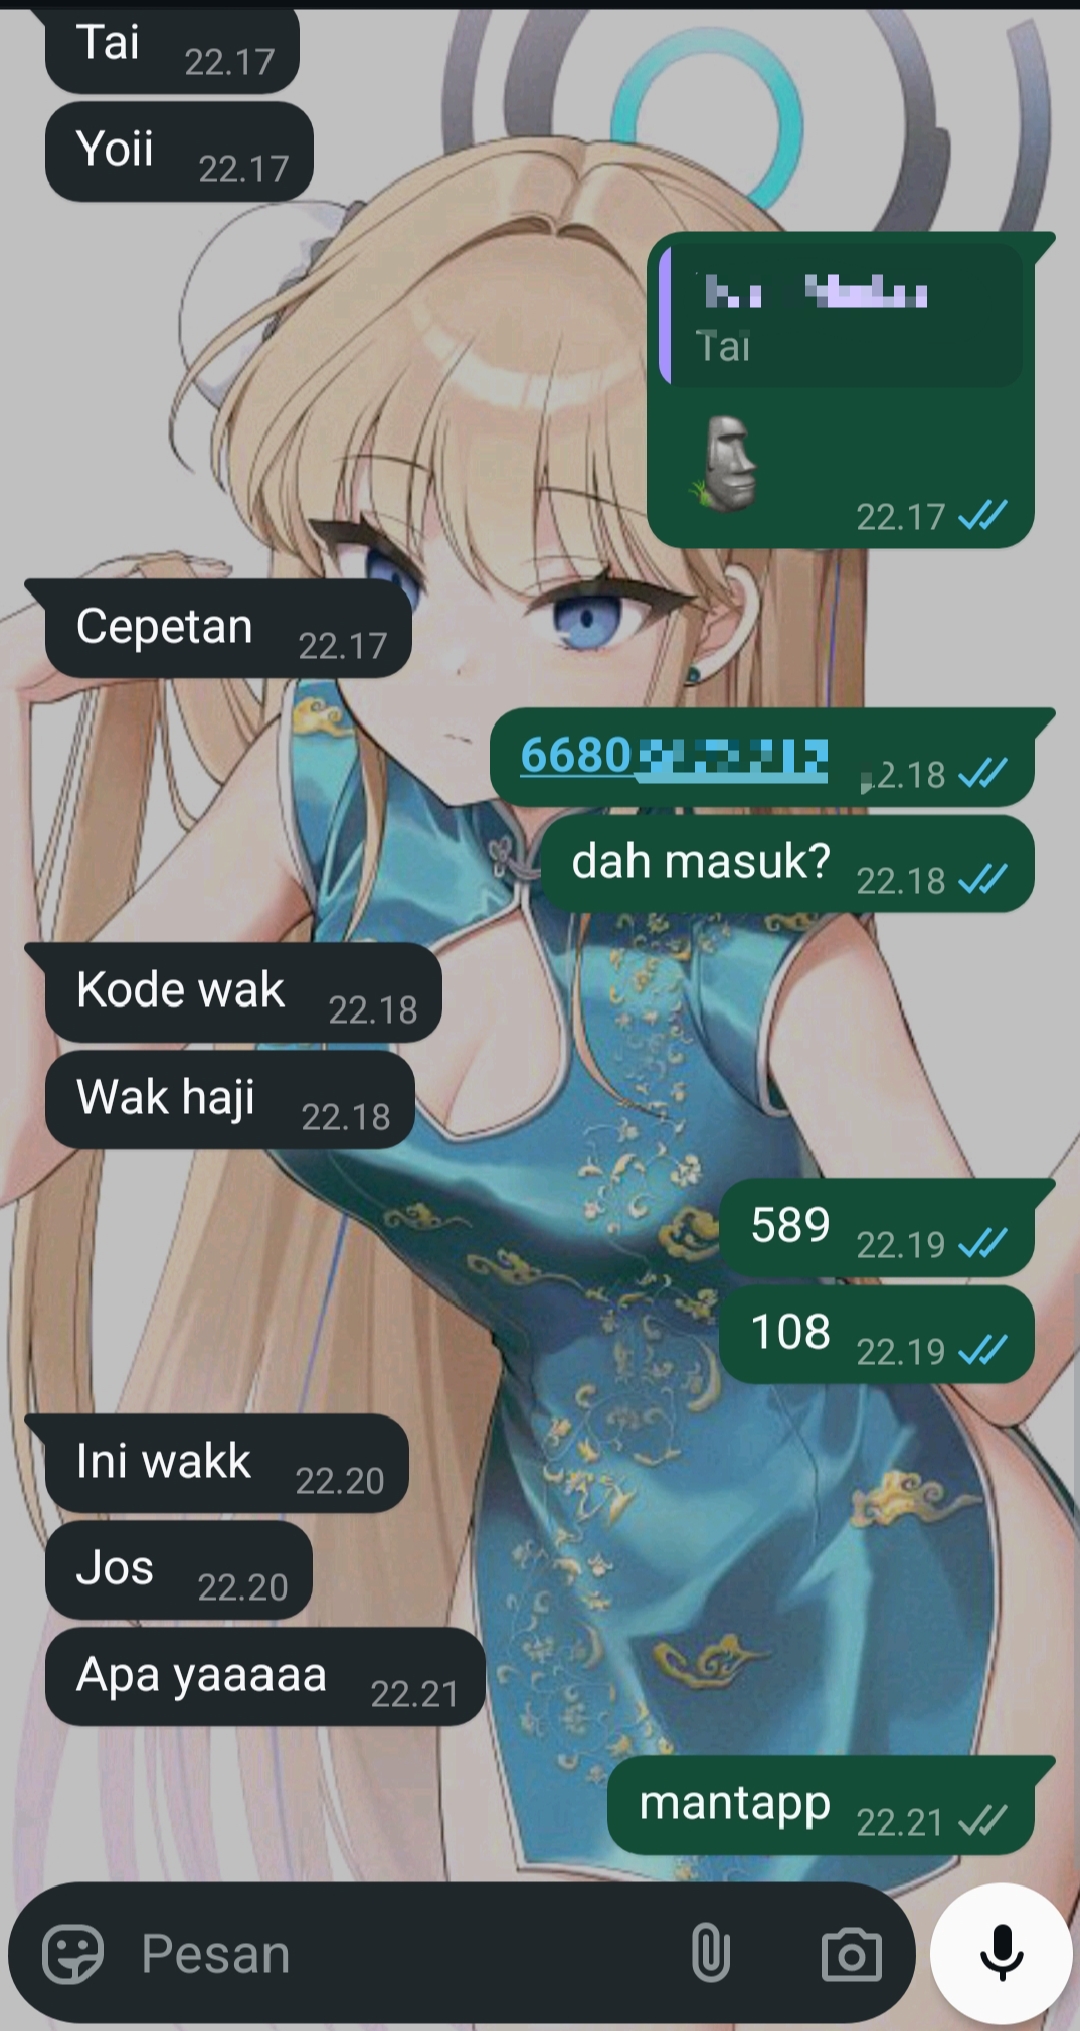 Tai 22.17
Yoii 22.17
Tai
🗿
22.17
Cepetan 22.17
6680 2.18
dah masuk? 22.18
Kode wak 22.18
Wak haji 22.18
589 22.19
108 22.19
Ini wakk 22.20
Jos 22.20
Apa yaaaaa 22.21
mantapp 22.21
Pesan